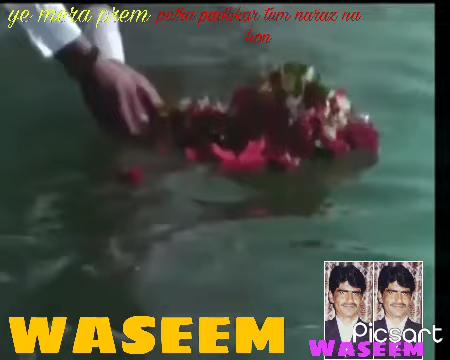 ye mera prem patra padhkar tum naraz na
hon
WASEEM
Picsart
WASEEM